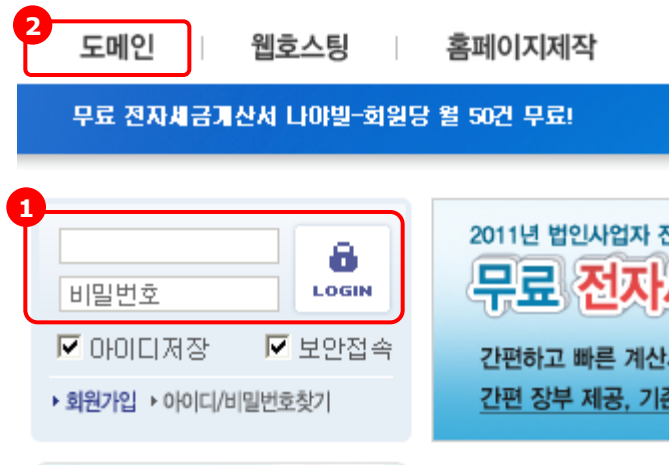 2
도메인 | 웹호스팅 | 홈페이지제작
무료 전자세금계산서 나야빌-회원당 월 50건 무료!
1
비밀번호
LOGIN
아이디저장 보안접속
회원가입 아이디/비밀번호찾기
2011년 법인사업자
무료 전자
간편하고 빠른 계산
간편 장부 제공, 기